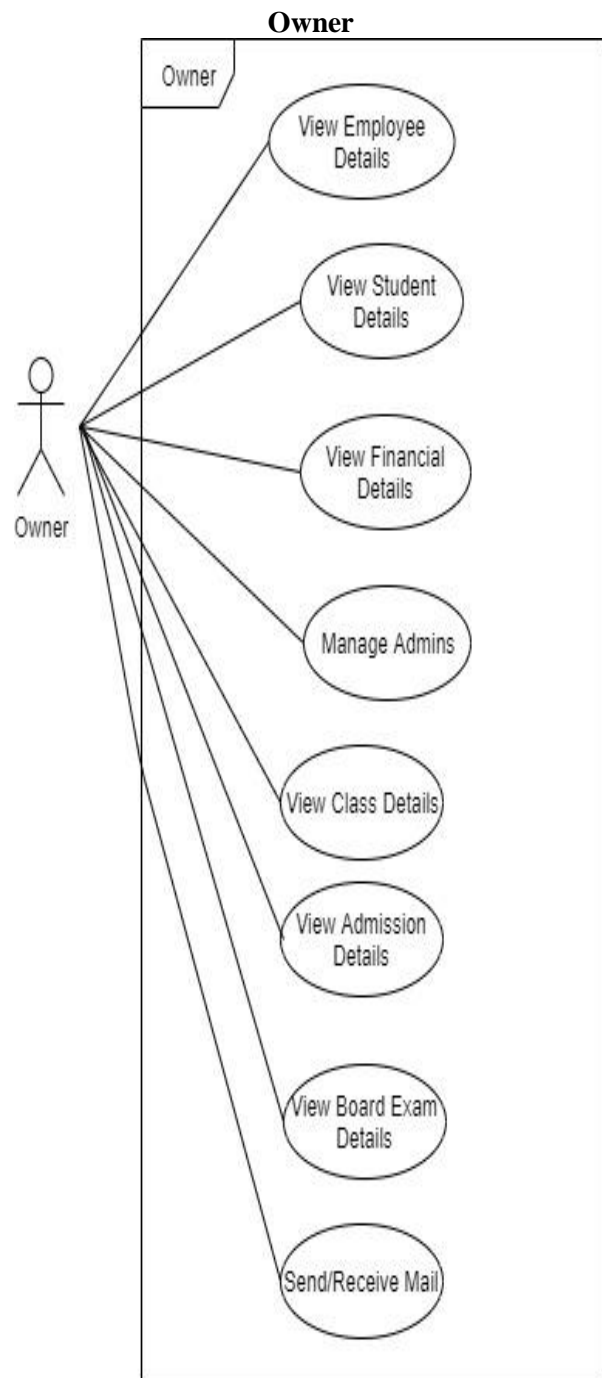 Owner
Owner
View Employee
Details
View Student
Details
Owner
View Financial
Details
Manage Admins
View Class Details
View Admission
Details
View Board Exam
Details
Send/Receive Mail